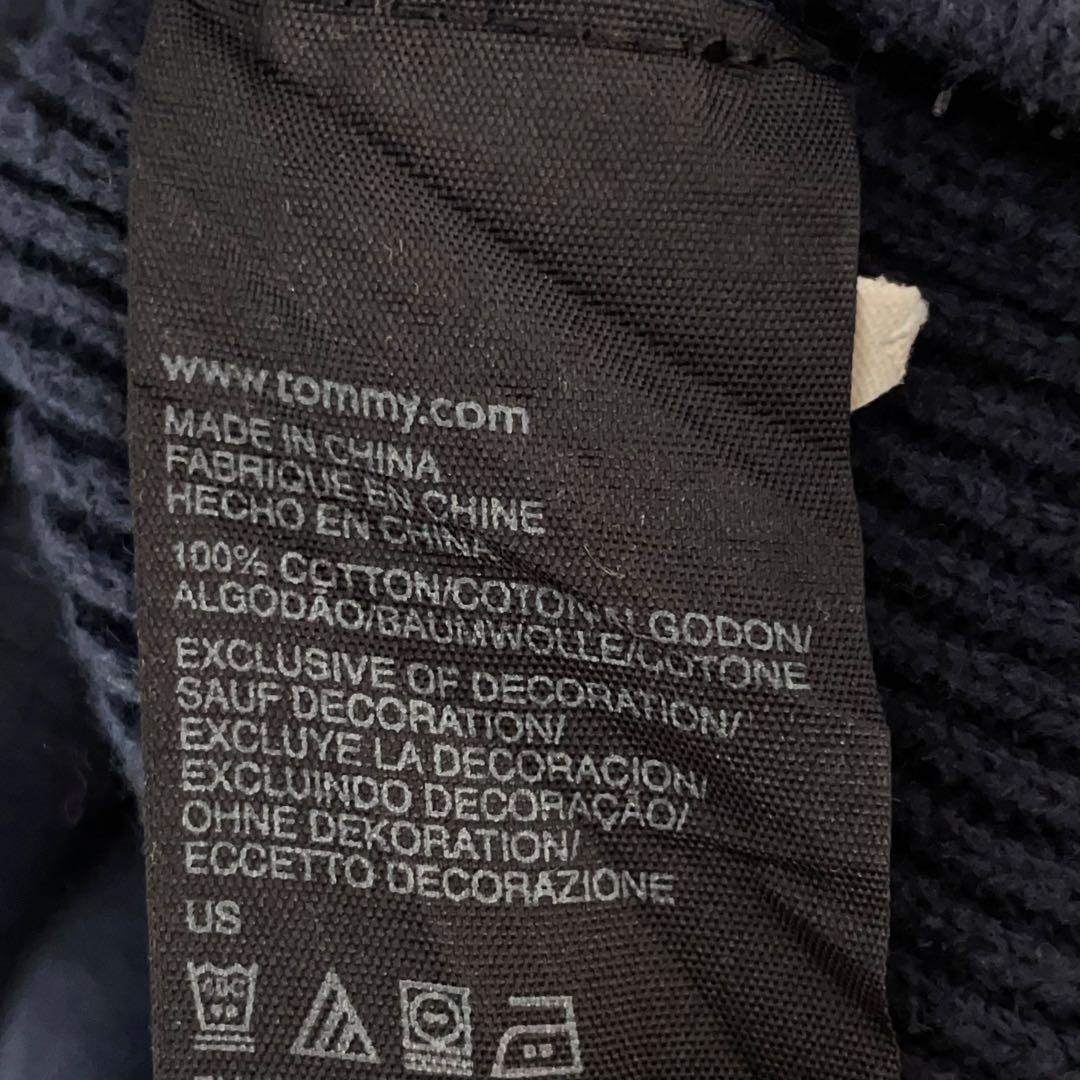 www.tommy.com
MADE IN CHINA
FABRIQUE EN CHINE
HECHO EN CHINA
100% COTTON/COTON/ALGODON/
ALGODÃO/BAUMWOLLE/COTONE
EXCLUSIVE OF DECORATION/
SAUF DECORATION/
EXCLUYE LA DECORACION/
EXCLUINDO DECORAÇÃO/
OHNE DEKORATION/
ECCETTO DECORAZIONE
US